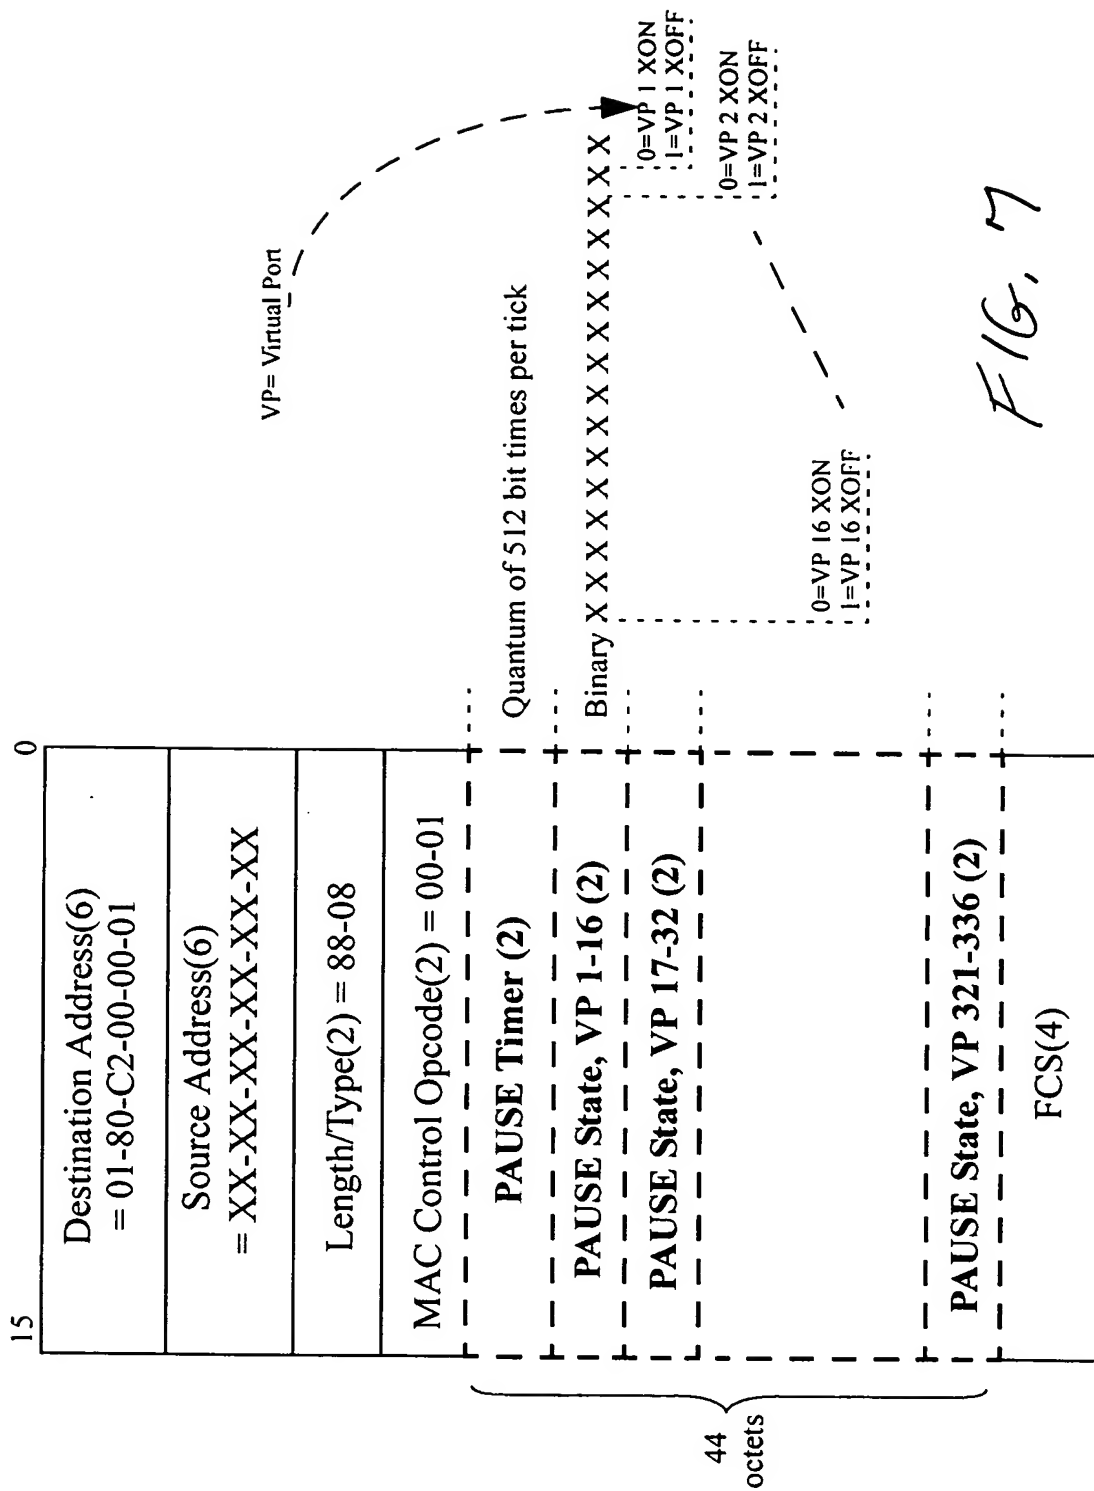 15
0
Destination Address(6)
= 01-80-C2-00-00-01
Source Address(6)
= XX-XX-XX-XX-XX-XX
Length/Type(2) = 88-08
MAC Control Opcode(2) = 00-01
PAUSE Timer (2)
PAUSE State, VP 1-16 (2)
PAUSE State, VP 17-32 (2)
PAUSE State, VP 321-336 (2)
FCS(4)
44
octets
VP= Virtual Port
Quantum of 512 bit times per tick
Binary X X X X X X X X X X X X X X X X
0=VP 1 XON
1=VP 1 XOFF
0=VP 2 XON
1=VP 2 XOFF
0=VP 16 XON
1=VP 16 XOFF
FIG. 7